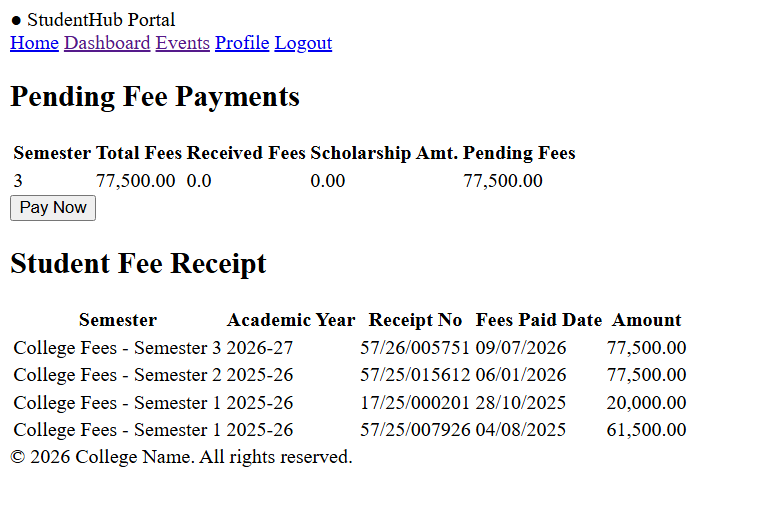 ● StudentHub Portal
Home Dashboard Events Profile Logout
Pending Fee Payments
Semester Total Fees Received Fees Scholarship Amt. Pending Fees
3 77,500.00 0.0 0.00 77,500.00
Pay Now
Student Fee Receipt
Semester Academic Year Receipt No Fees Paid Date Amount
College Fees - Semester 3 2026-27 57/26/005751 09/07/2026 77,500.00
College Fees - Semester 2 2025-26 57/25/015612 06/01/2026 77,500.00
College Fees - Semester 1 2025-26 17/25/000201 28/10/2025 20,000.00
College Fees - Semester 1 2025-26 57/25/007926 04/08/2025 61,500.00
© 2026 College Name. All rights reserved.